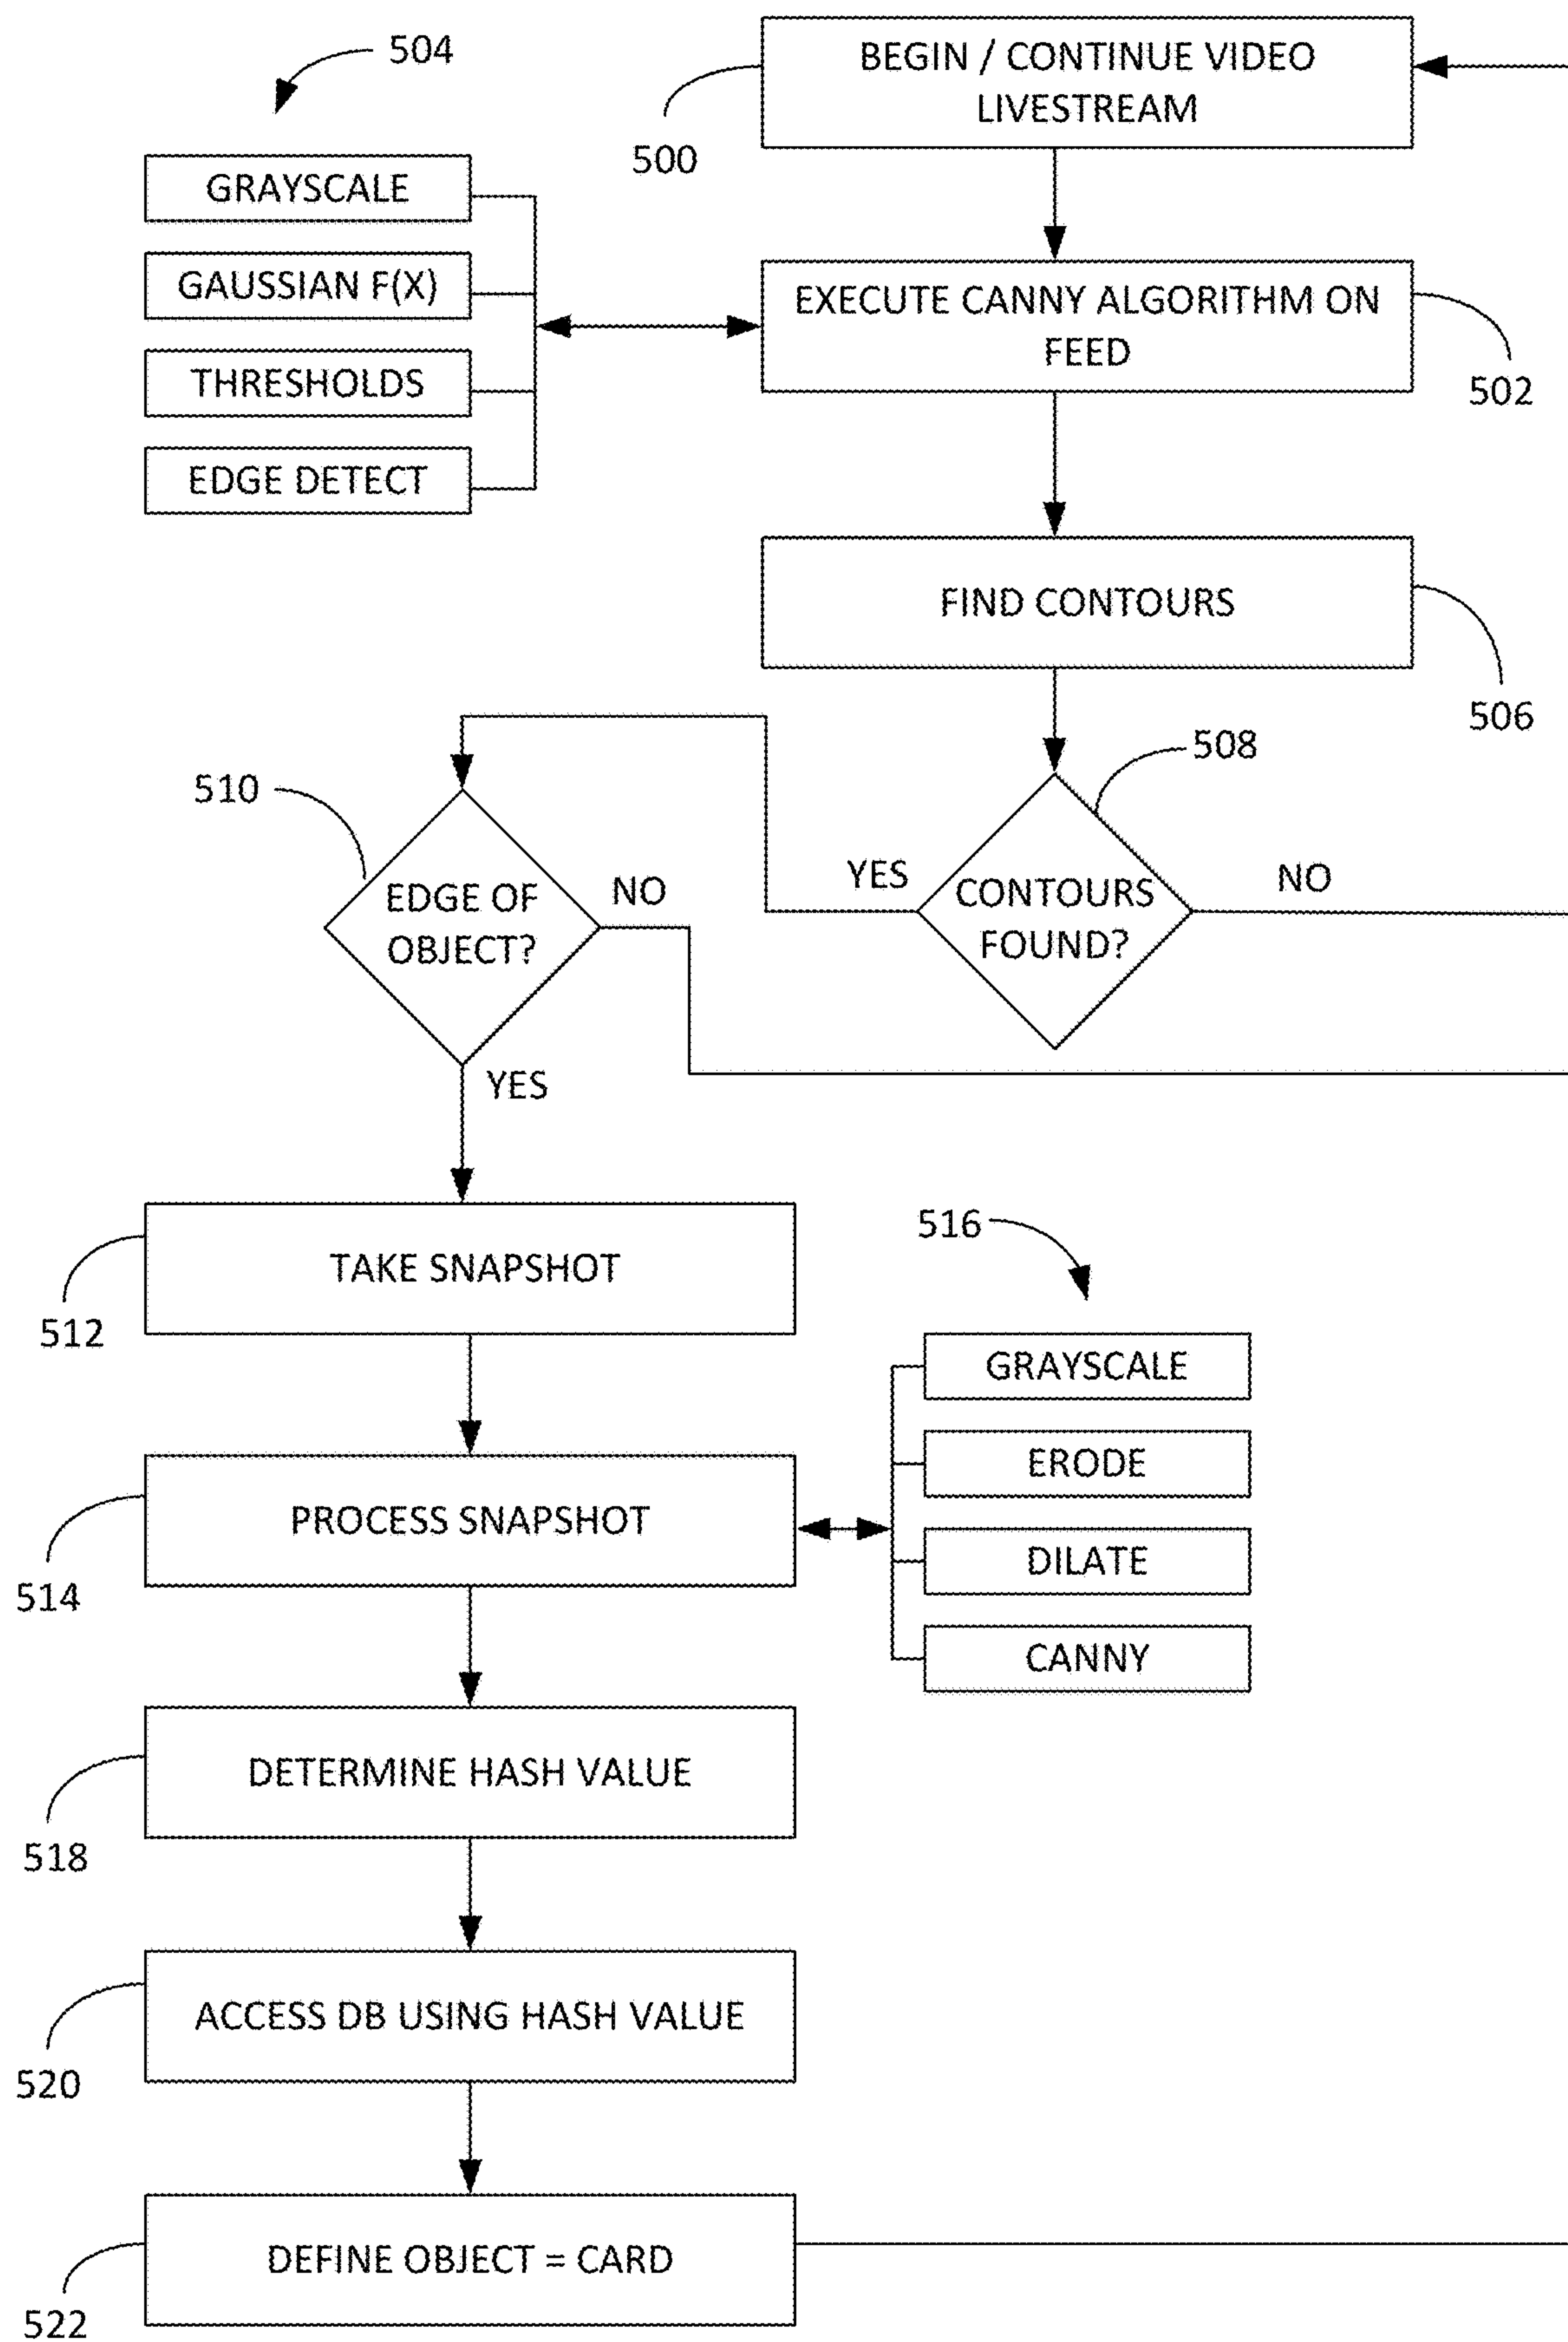 504
BEGIN / CONTINUE VIDEO
LIVESTREAM
500
GRAYSCALE
GAUSSIAN F(X)
THRESHOLDS
EDGE DETECT
EXECUTE CANNY ALGORITHM ON
FEED
502
FIND CONTOURS
506
508
510
EDGE OF
OBJECT?
NO
YES
CONTOURS
FOUND?
NO
YES
TAKE SNAPSHOT
512
516
GRAYSCALE
ERODE
DILATE
CANNY
PROCESS SNAPSHOT
514
DETERMINE HASH VALUE
518
ACCESS DB USING HASH VALUE
520
DEFINE OBJECT = CARD
522